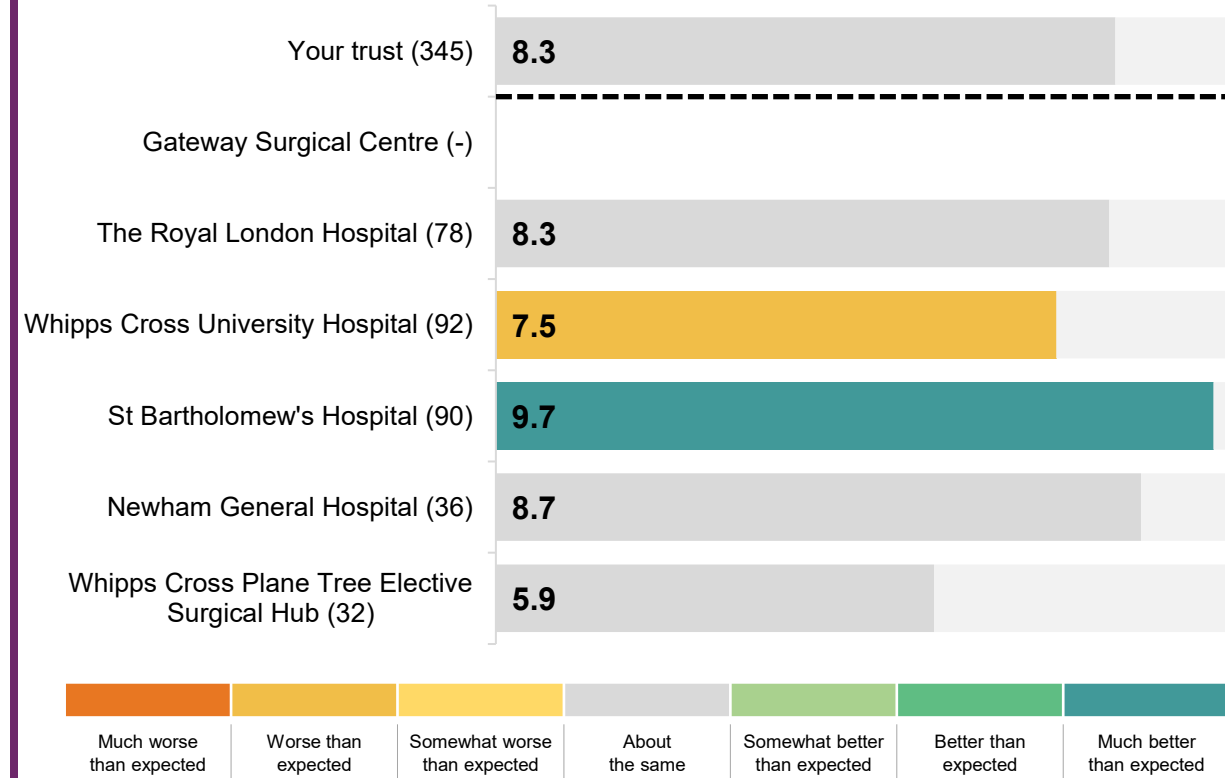 Your trust (345)
8.3
Gateway Surgical Centre (-)
The Royal London Hospital (78)
8.3
Whipps Cross University Hospital (92)
7.5
St Bartholomew's Hospital (90)
9.7
Newham General Hospital (36)
8.7
Whipps Cross Plane Tree Elective
Surgical Hub (32)
5.9
Much worse
than expected
Worse than
expected
Somewhat worse
than expected
About
the same
Somewhat better
than expected
Better than
expected
Much better
than expected